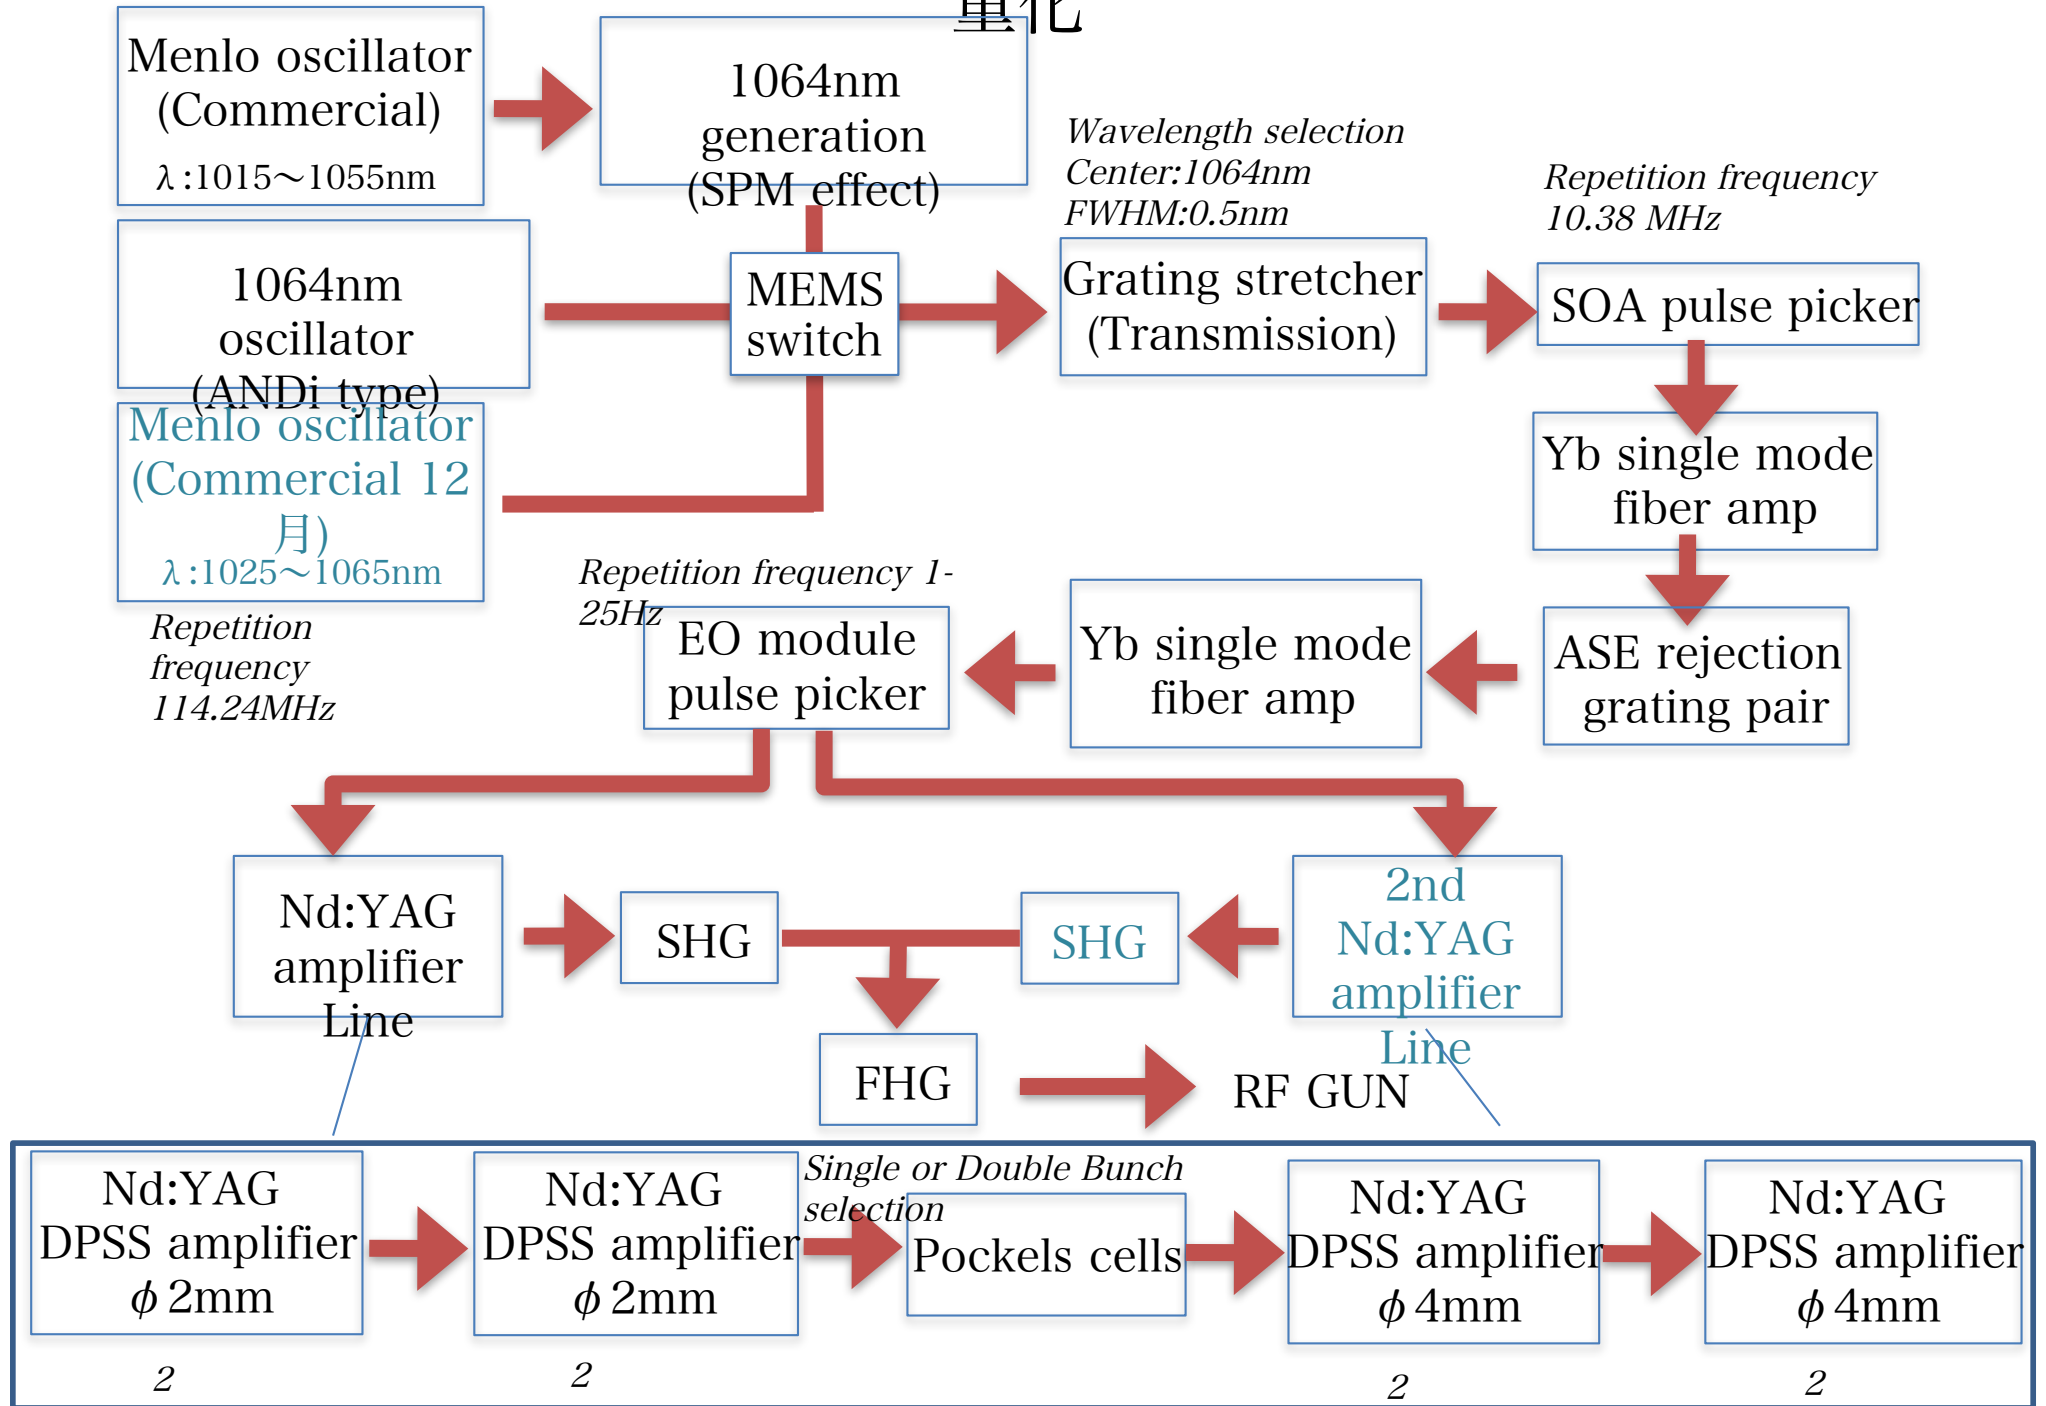 量化
Menlo oscillator
(Commercial)
λ:1015～1055nm
1064nm
generation
(SPM effect)
Wavelength selection
Center:1064nm
FWHM:0.5nm
Repetition frequency
10.38 MHz
1064nm
oscillator
(ANDi type)
MEMS
switch
Grating stretcher
(Transmission)
SOA pulse picker
Menlo oscillator
(Commercial 12
月)
λ:1025～1065nm
Yb single mode
fiber amp
Repetition
frequency
114.24MHz
Repetition frequency 1-
25Hz
EO module
pulse picker
Yb single mode
fiber amp
ASE rejection
grating pair
Nd:YAG
amplifier
Line
SHG
SHG
2nd
Nd:YAG
amplifier
Line
FHG
RF GUN
Nd:YAG
DPSS amplifier
φ2mm
Nd:YAG
DPSS amplifier
φ2mm
Single or Double Bunch
selection
Pockels cells
Nd:YAG
DPSS amplifier
φ4mm
Nd:YAG
DPSS amplifier
φ4mm
2
2
2
2